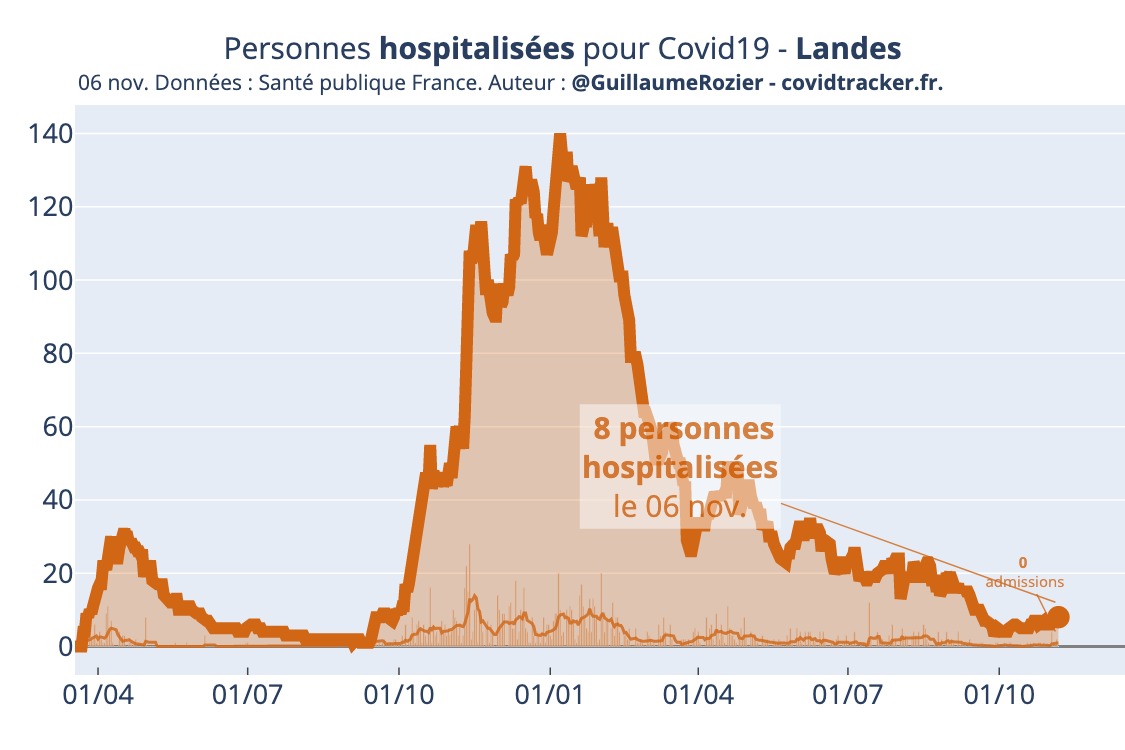 Personnes hospitalisées pour Covid19 - Landes
06 nov. Données : Santé publique France. Auteur : @GuillaumeRozier - covidtracker.fr.
140
120
100
80
60
40
20
0
8 personnes
hospitalisées
le 06 nov.
0
admissions
01/04
01/07
01/10
01/01
01/04
01/07
01/10